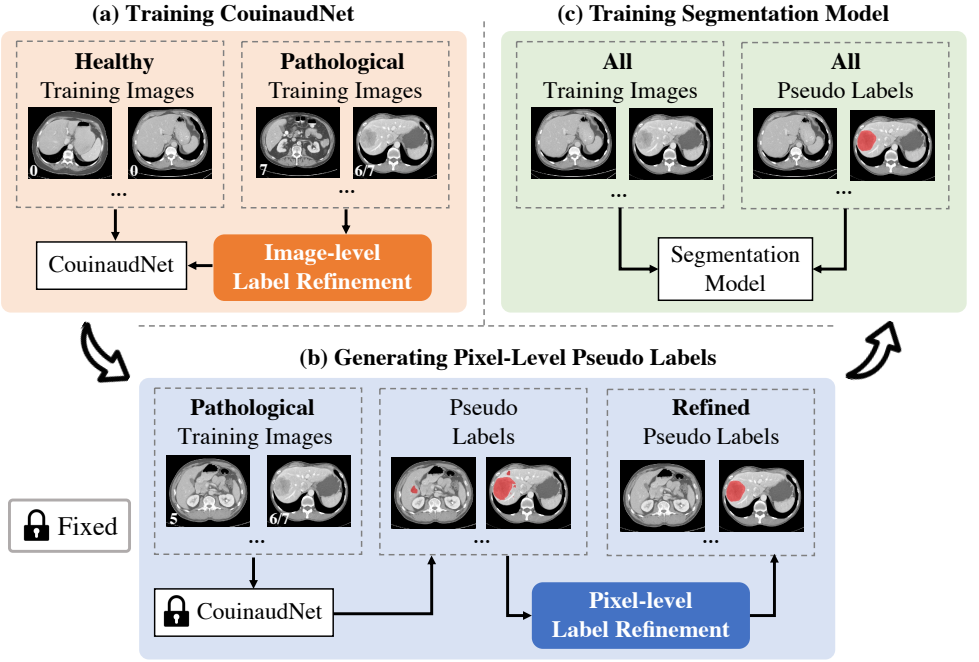 (a) Training CouinaudNet
Healthy
Training Images
0
0
...
Pathological
Training Images
7
6/7
...
CouinaudNet
Image-level
Label Refinement
(c) Training Segmentation Model
All
Training Images
...
All
Pseudo Labels
...
Segmentation
Model
(b) Generating Pixel-Level Pseudo Labels
Pathological
Training Images
5
6/7
...
Pseudo
Labels
...
Refined
Pseudo Labels
...
Fixed
CouinaudNet
Pixel-level
Label Refinement